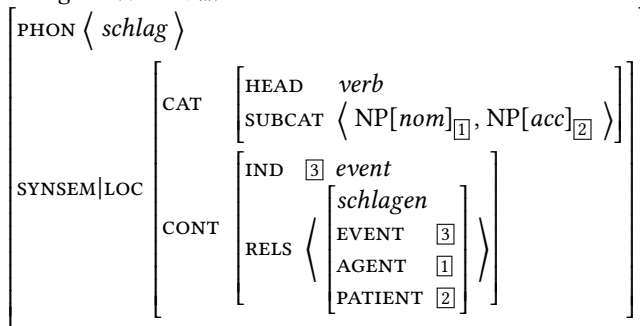 PHON ⟨ schlag ⟩
SYNSEM|LOC
CAT
HEAD verb
SUBCAT ⟨ NP[nom]1, NP[acc]2 ⟩
CONT
IND 3 event
RELS ⟨
schlagen
EVENT 3
AGENT 1
PATIENT 2
⟩